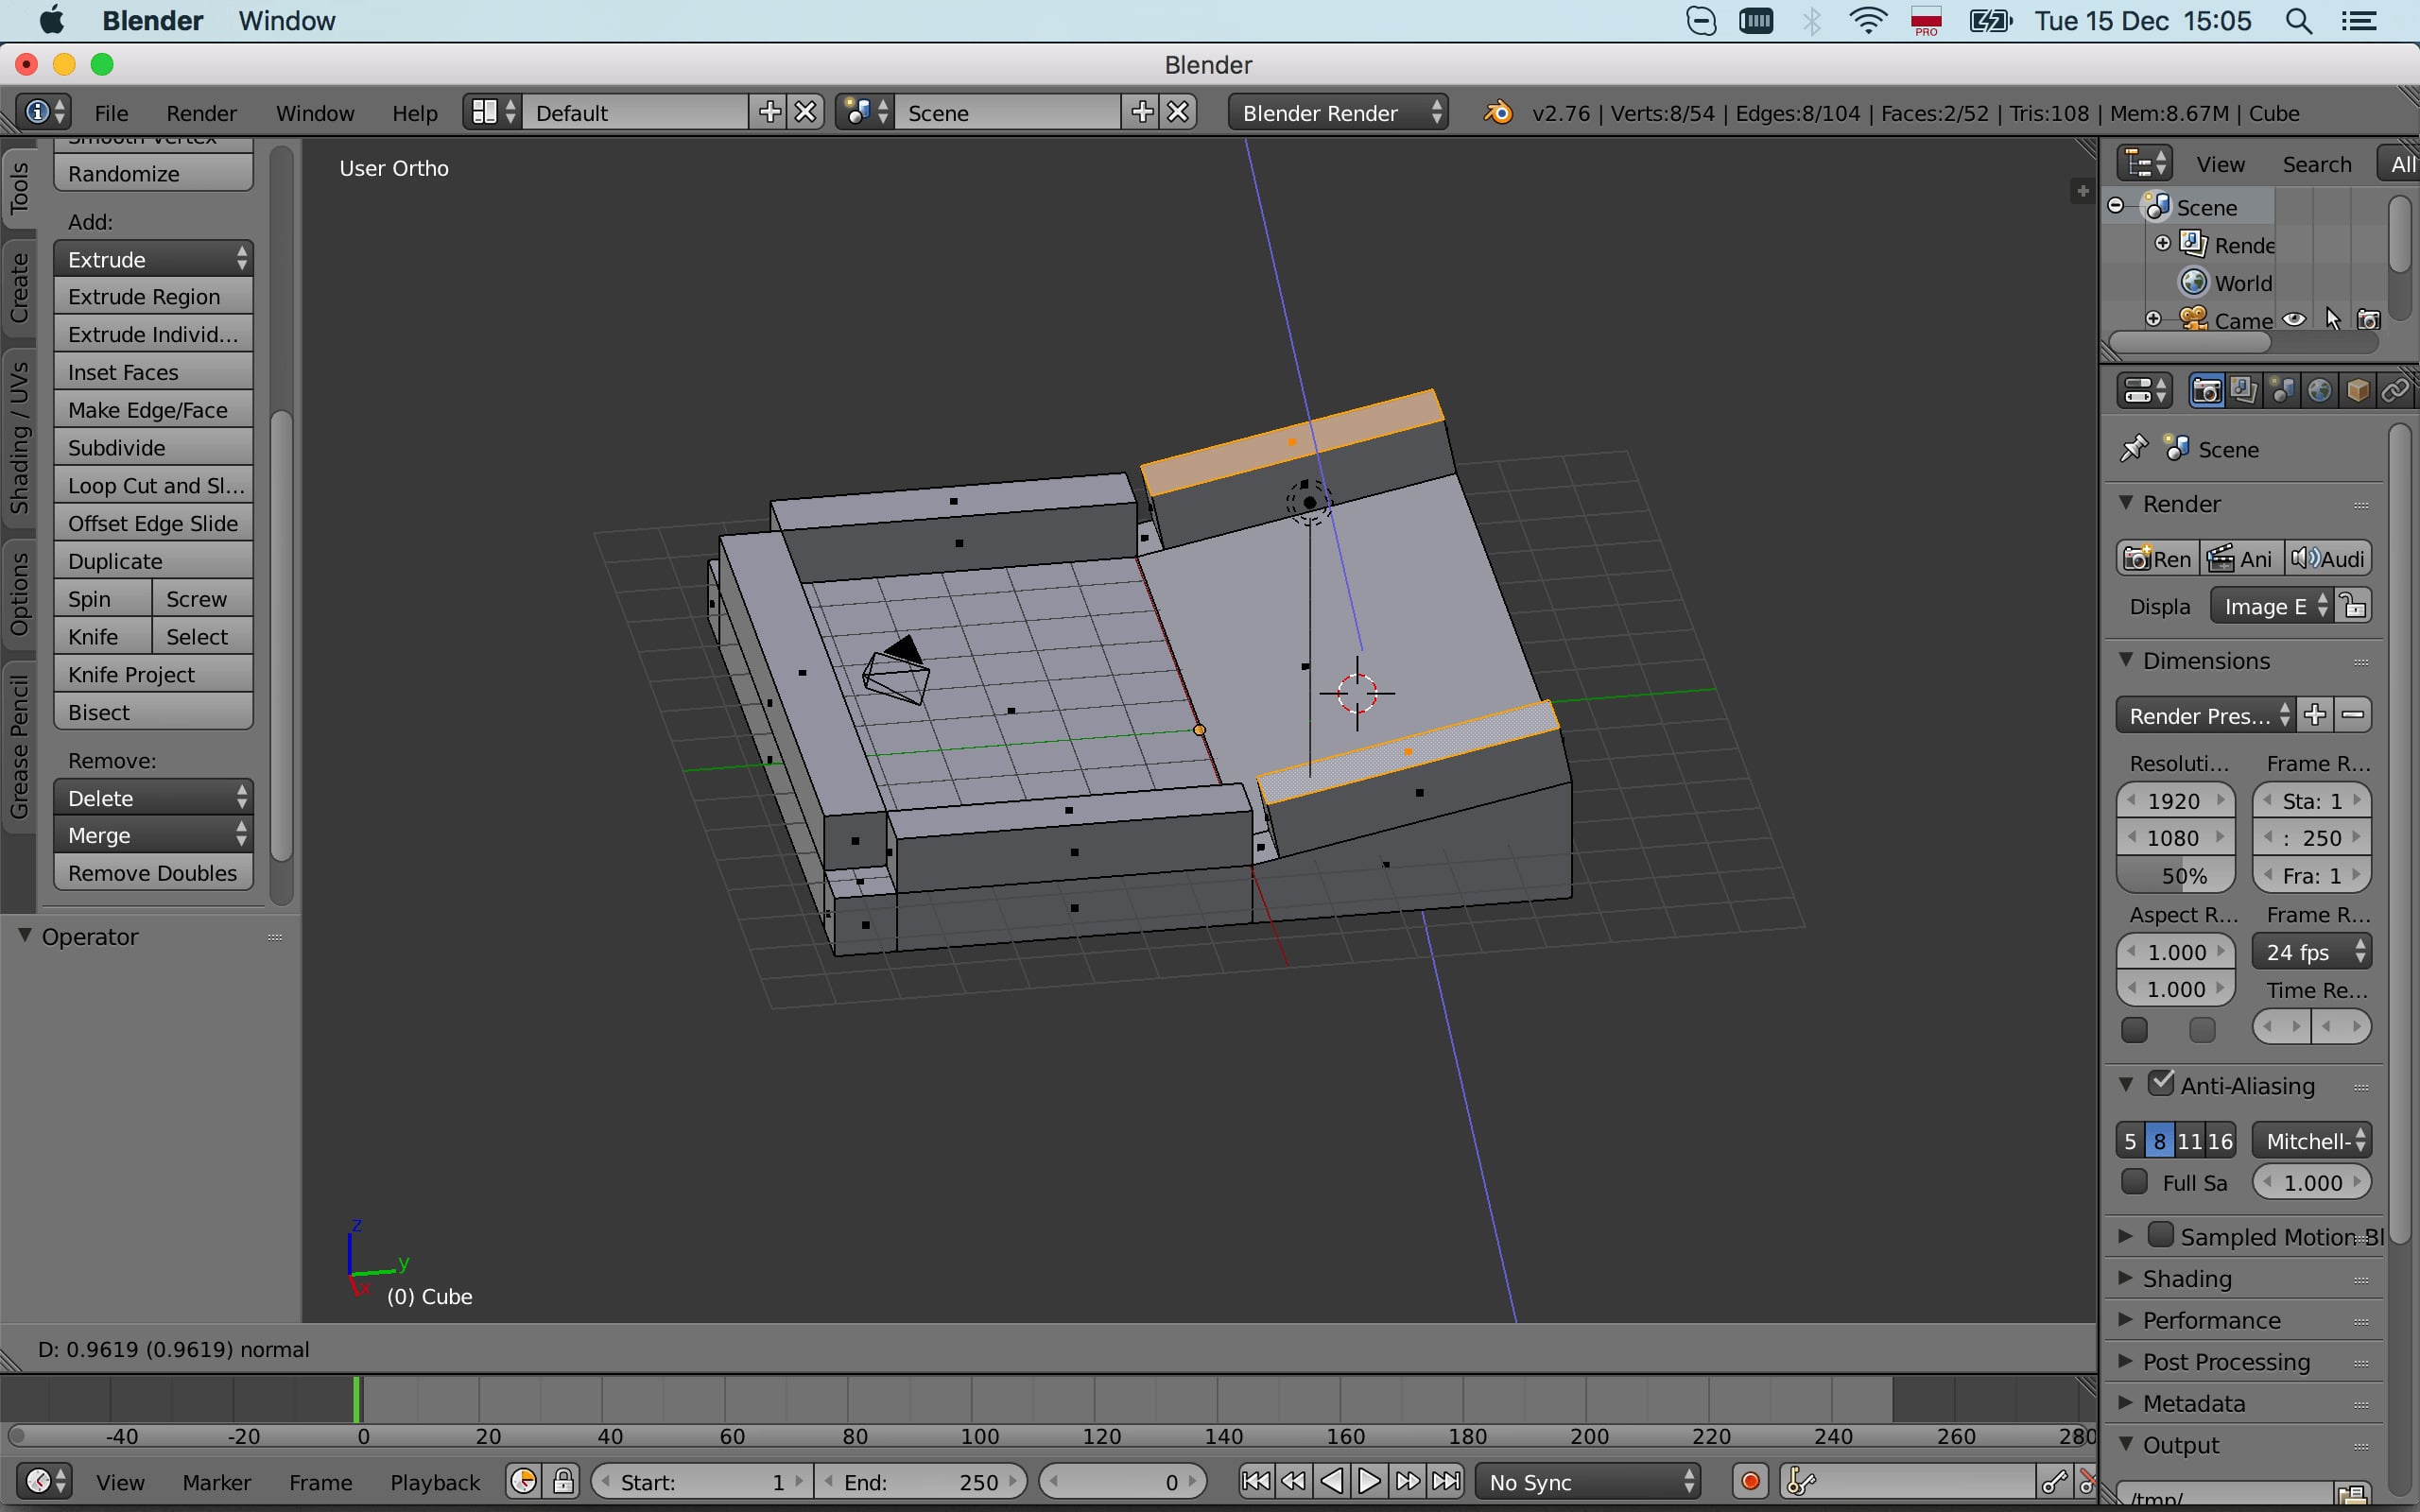 Blender Window PRO Tue 15 Dec 15:05
Blender
File Render Window Help Default Scene Blender Render v2.76 | Verts:8/54 | Edges:8/104 | Faces:2/52 | Tris:108 | Mem:8.67M | Cube
Tools
Create
Shading / UVs
Options
Grease Pencil
Smooth Vertex
Randomize
Add:
Extrude
Extrude Region
Extrude Individ...
Inset Faces
Make Edge/Face
Subdivide
Loop Cut and Sl...
Offset Edge Slide
Duplicate
Spin Screw
Knife Select
Knife Project
Bisect
Remove:
Delete
Merge
Remove Doubles
Operator
User Ortho
z
y
x
(0) Cube
D: 0.9619 (0.9619) normal
View Search All
Scene
Rende
World
Came
Scene
Render
Ren Ani Audi
Displa Image E
Dimensions
Render Pres...
Resoluti... Frame R...
1920 Sta: 1
1080 : 250
50% Fra: 1
Aspect R... Frame R...
1.000 24 fps
1.000 Time Re...
Anti-Aliasing
5 8 11 16 Mitchell-
Full Sa 1.000
Sampled Motion Bl
Shading
Performance
Post Processing
Metadata
Output
/tmp/
-40 -20 0 20 40 60 80 100 120 140 160 180 200 220 240 260 280
View Marker Frame Playback Start: 1 End: 250 0 No Sync